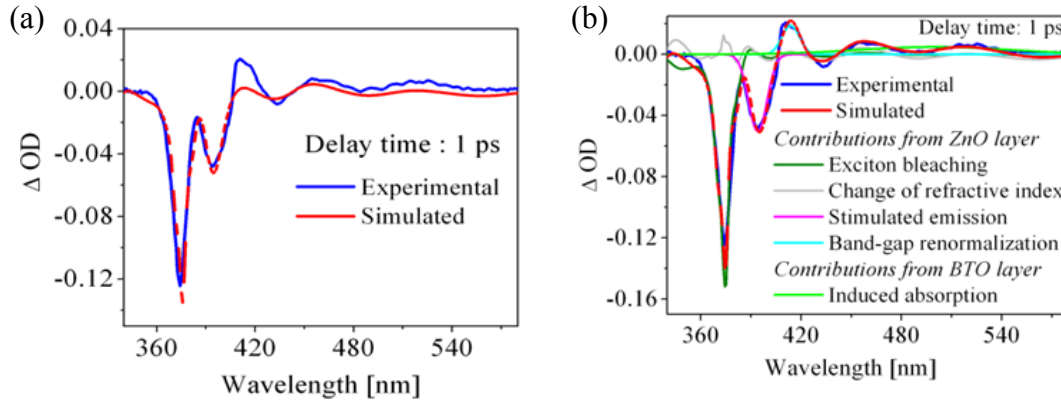 (a)
0.04
0.00
-0.04
-0.08
-0.12
Δ OD
Delay time : 1 ps
Experimental
Simulated
360
420
480
540
Wavelength [nm]
(b)
0.00
-0.04
-0.08
-0.12
-0.16
Δ OD
Delay time: 1 ps
Experimental
Simulated
Contributions from ZnO layer
Exciton bleaching
Change of refractive index
Stimulated emission
Band-gap renormalization
Contributions from BTO layer
Induced absorption
360
420
480
540
Wavelength [nm]